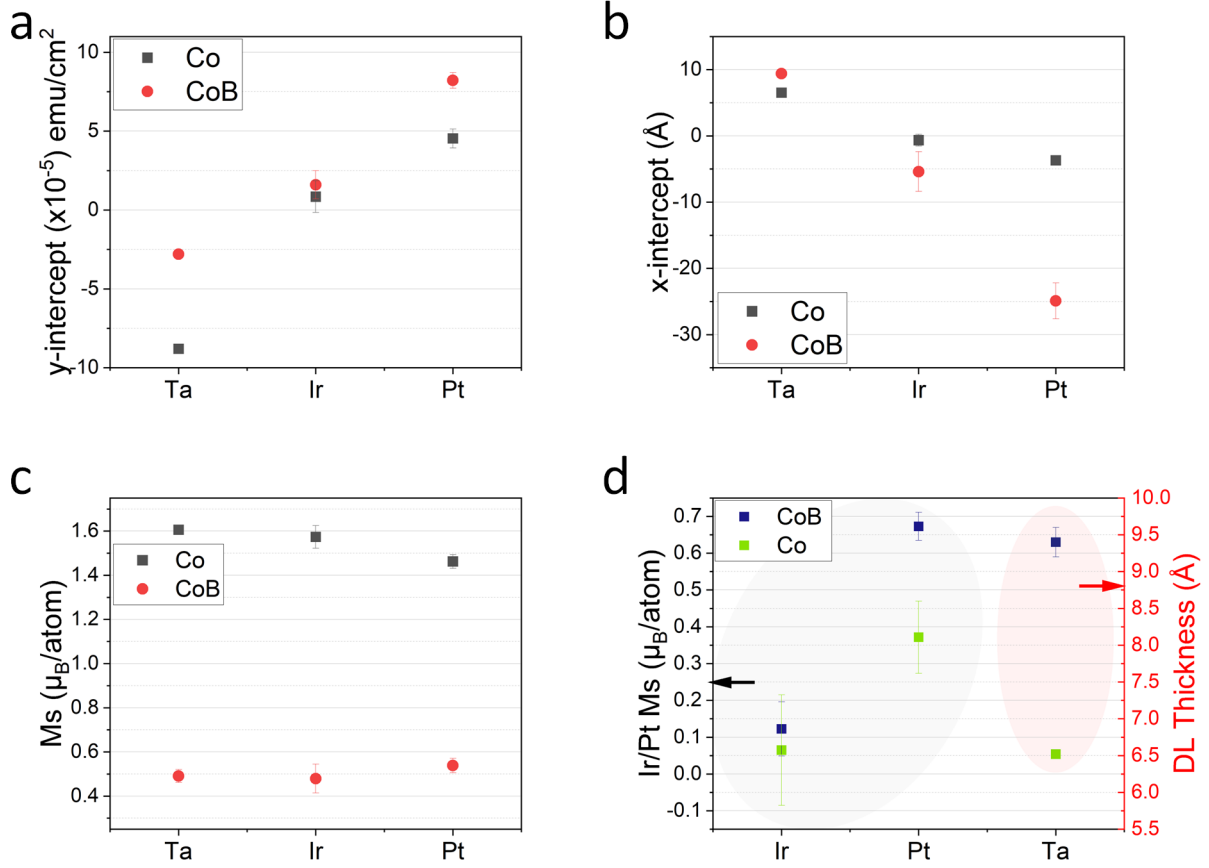 a
y-intercept (x10⁻⁵) emu/cm²
10
5
0
-5
-10
Co
CoB
Ta
Ir
Pt
b
x-intercept (Å)
10
0
-10
-20
-30
Co
CoB
Ta
Ir
Pt
c
Ms (μB/atom)
1.6
1.4
1.2
1.0
0.8
0.6
0.4
Co
CoB
Ta
Ir
Pt
d
Ir/Pt Ms (μB/atom)
0.7
0.6
0.5
0.4
0.3
0.2
0.1
0.0
-0.1
CoB
Co
Ir
Pt
Ta
10.0
9.5
9.0
8.5
8.0
7.5
7.0
6.5
6.0
5.5
DL Thickness (Å)